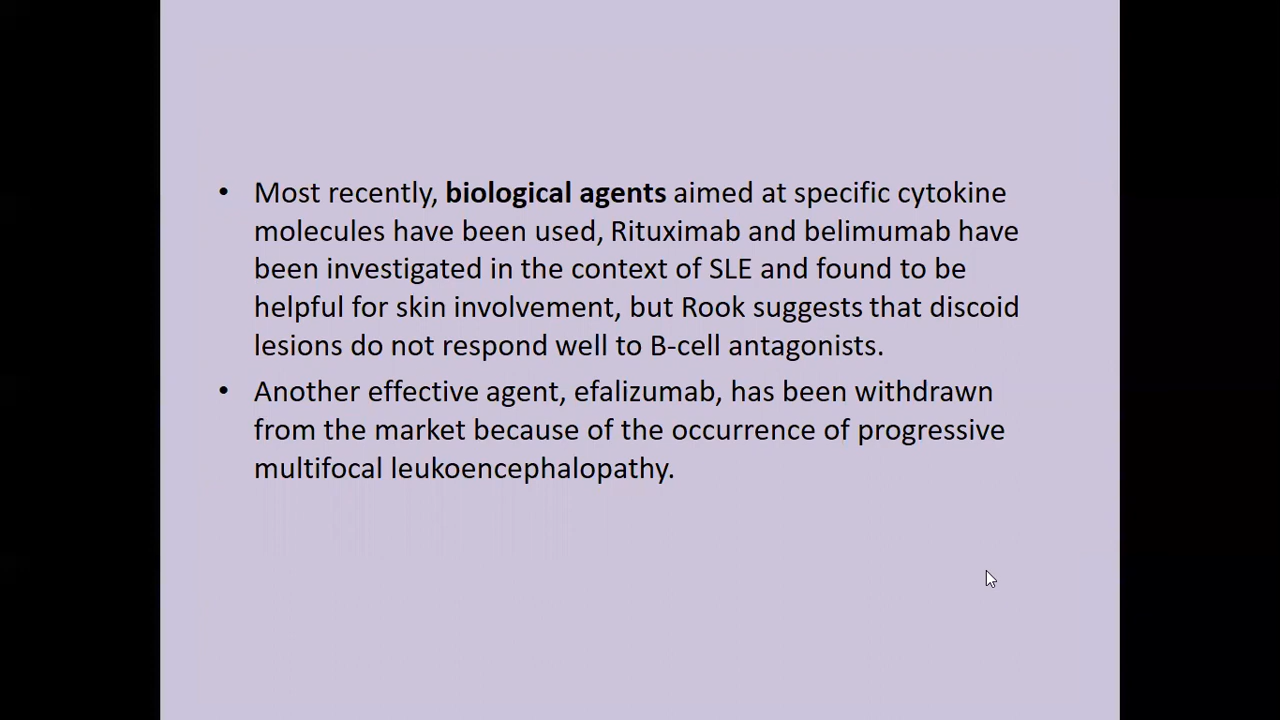 • Most recently, biological agents aimed at specific cytokine
molecules have been used, Rituximab and belimumab have
been investigated in the context of SLE and found to be
helpful for skin involvement, but Rook suggests that discoid
lesions do not respond well to B-cell antagonists.
• Another effective agent, efalizumab, has been withdrawn
from the market because of the occurrence of progressive
multifocal leukoencephalopathy.